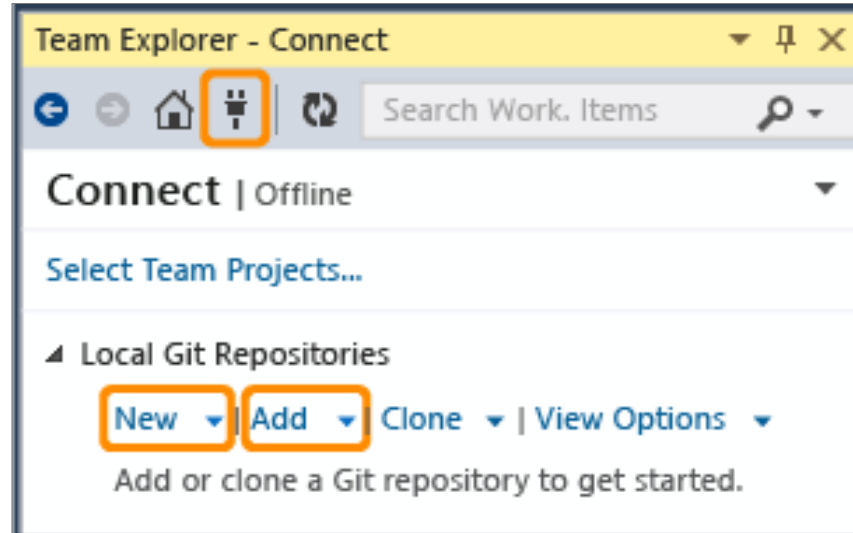 Team Explorer - Connect
Search Work. Items
Connect | Offline
Select Team Projects...
Local Git Repositories
New | Add | Clone | View Options
Add or clone a Git repository to get started.